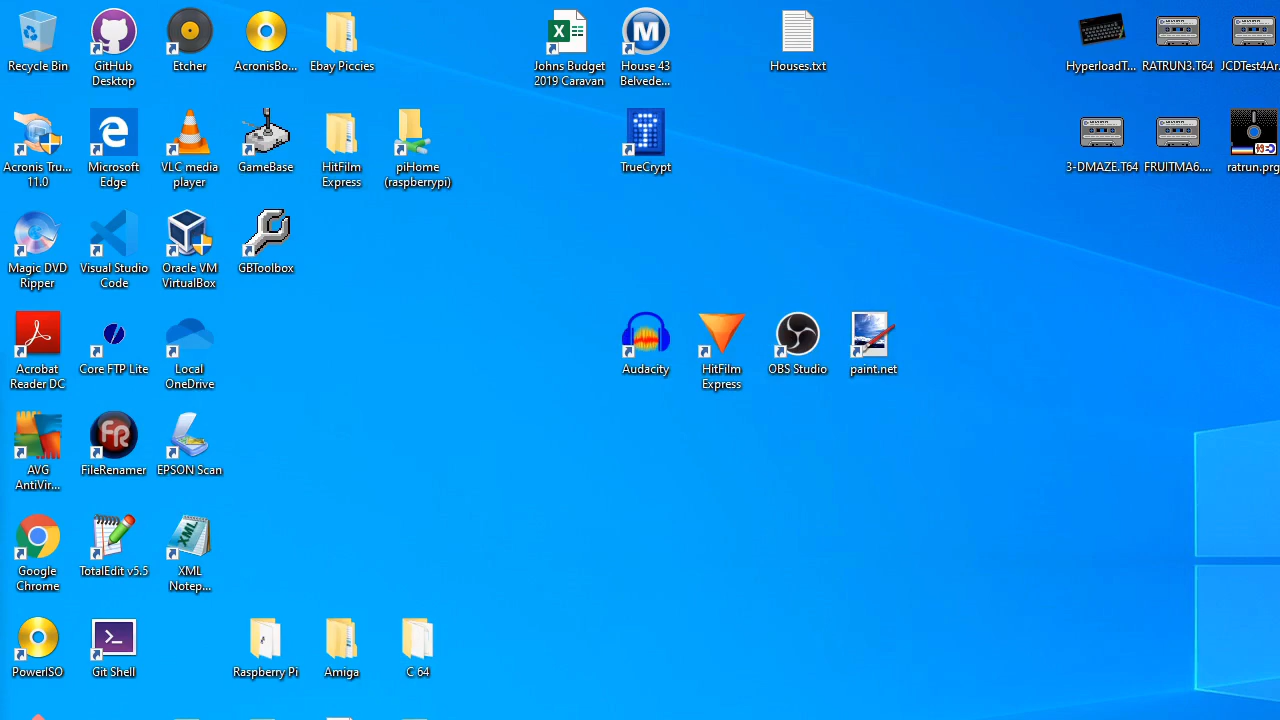 Recycle Bin
GitHub
Desktop
Etcher
AcronisBo...
Ebay Piccies
Johns Budget
2019 Caravan
House 43
Belvede...
Houses.txt
HyperloadT...
RATRUN3.T64
JCDTest4Ar.
Acronis Tru...
11.0
Microsoft
Edge
VLC media
player
GameBase
HitFilm
Express
piHome
(raspberrypi)
TrueCrypt
3-DMAZE.T64
FRUITMA6....
ratrun.prg
Magic DVD
Ripper
Visual Studio
Code
Oracle VM
VirtualBox
GBToolbox
Acrobat
Reader DC
Core FTP Lite
Local
OneDrive
Audacity
HitFilm
Express
OBS Studio
paint.net
AVG
AntiVir...
FileRenamer
EPSON Scan
Google
Chrome
TotalEdit v5.5
XML
Notep...
PowerISO
Git Shell
Raspberry Pi
Amiga
C 64